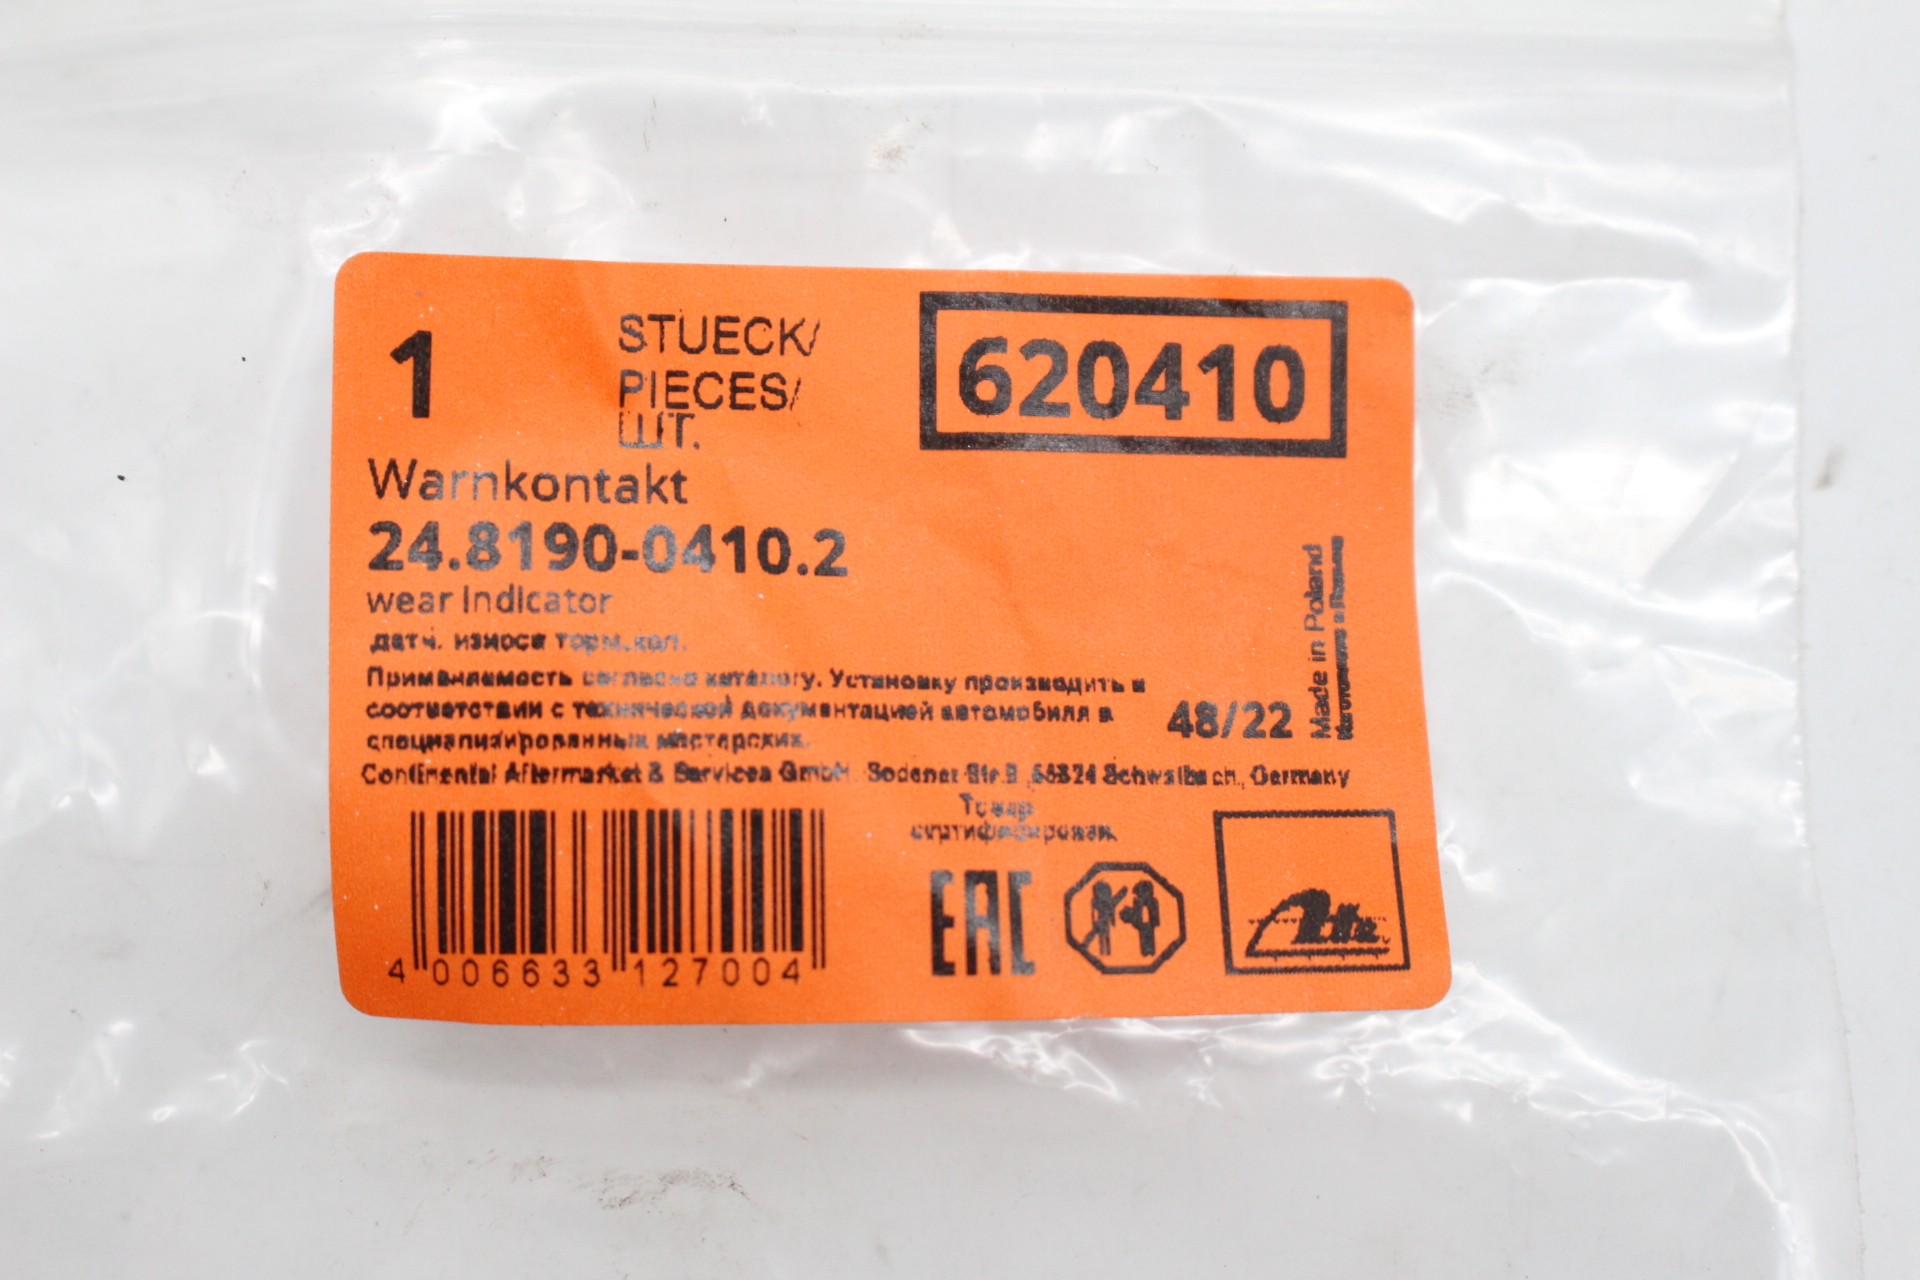 1
STUECK/
PIECES/
ШТ.
620410
Warnkontakt
24.8190-0410.2
wear indicator
датч. износа торм.кол.
Применяемость согласно каталогу. Установку производить в
соответствии с технической документацией автомобиля в
специализированных мастерских.
48/22
Made in Poland
Continental Aftermarket & Services GmbH Sodener Str.9 ,65824 Schwalbach, Germany
Товар
сертифицирован.
4 006633 127004
EAC
Ate